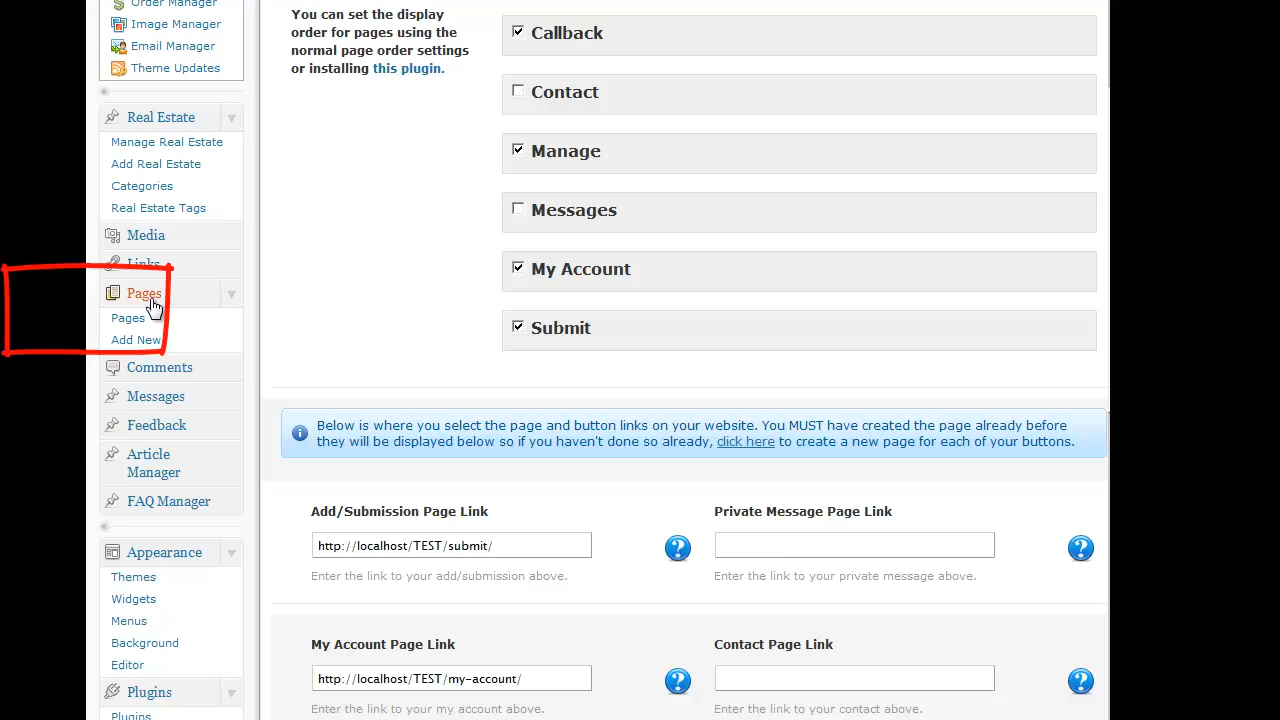 Order Manager
Image Manager
Email Manager
Theme Updates
Real Estate
Manage Real Estate
Add Real Estate
Categories
Real Estate Tags
Media
Links
Pages
Pages
Add New
Comments
Messages
Feedback
Article
Manager
FAQ Manager
Appearance
Themes
Widgets
Menus
Background
Editor
Plugins
Plugins
You can set the display
order for pages using the
normal page order settings
or installing this plugin.
Callback
Contact
Manage
Messages
My Account
Submit
Below is where you select the page and button links on your website. You MUST have created the page already before
they will be displayed below so if you haven't done so already, click here to create a new page for each of your buttons.
Add/Submission Page Link
http://localhost/TEST/submit/
Enter the link to your add/submission above.
Private Message Page Link
Enter the link to your private message above.
My Account Page Link
http://localhost/TEST/my-account/
Enter the link to your my account above.
Contact Page Link
Enter the link to your contact above.